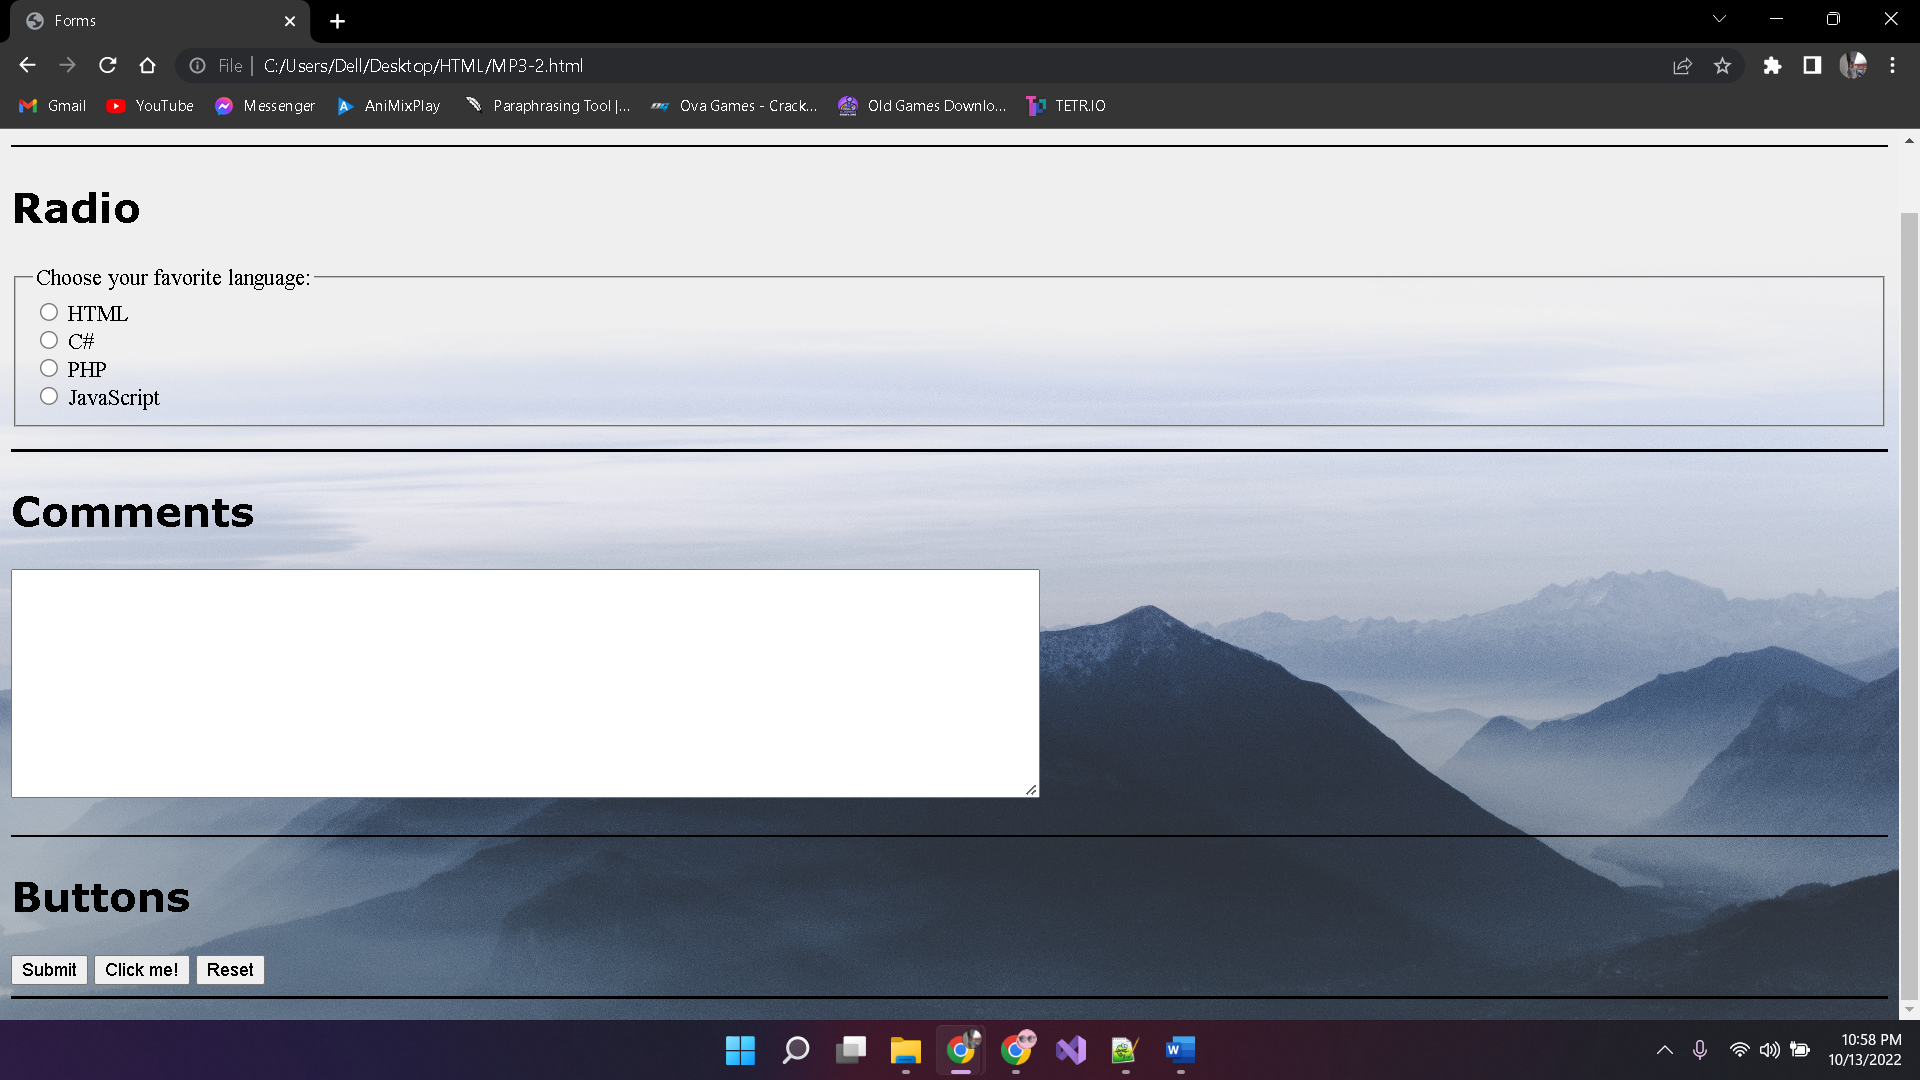 Forms
File | C:/Users/Dell/Desktop/HTML/MP3-2.html
Gmail YouTube Messenger AniMixPlay Paraphrasing Tool |... Ova Games - Crack... Old Games Downlo... TETR.IO
Radio
Choose your favorite language:
HTML
C#
PHP
JavaScript
Comments
Buttons
Submit Click me! Reset
10:58 PM
10/13/2022